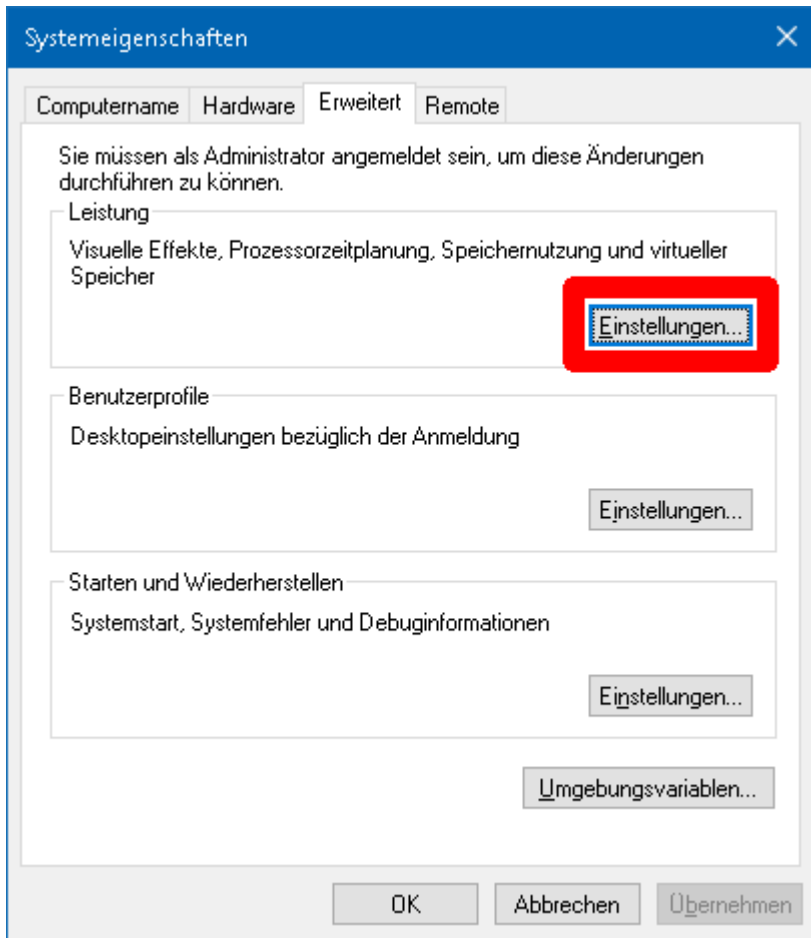 Systemeigenschaften
Computername Hardware Erweitert Remote
Sie müssen als Administrator angemeldet sein, um diese Änderungen
durchführen zu können.
Leistung
Visuelle Effekte, Prozessorzeitplanung, Speichernutzung und virtueller
Speicher
Einstellungen...
Benutzerprofile
Desktopeinstellungen bezüglich der Anmeldung
Einstellungen...
Starten und Wiederherstellen
Systemstart, Systemfehler und Debuginformationen
Einstellungen...
Umgebungsvariablen...
OK Abbrechen Übernehmen